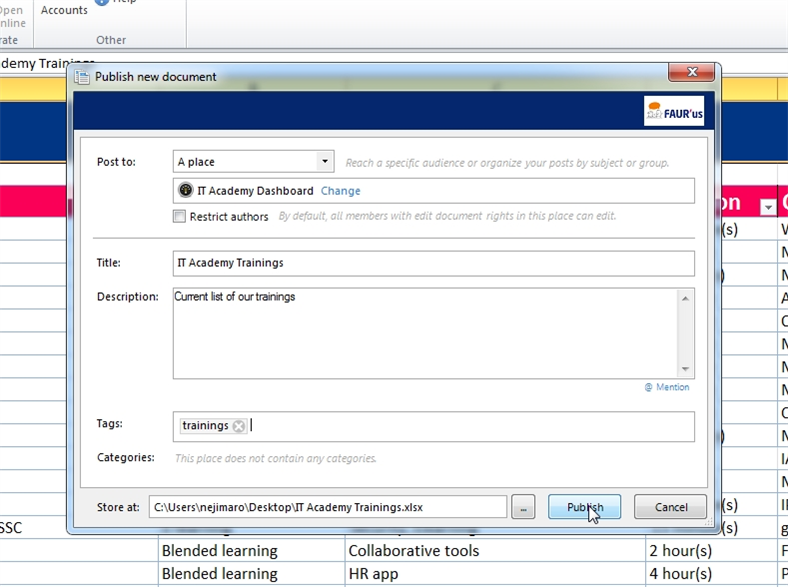 Open Accounts Help
nline
rate Other
demy Trainings
Publish new document
FAUR'us
Post to: A place Reach a specific audience or organize your posts by subject or group.
IT Academy Dashboard Change
on
Restrict authors By default, all members with edit document rights in this place can edit.
(s)
Title: IT Academy Trainings
Description: Current list of our trainings
@ Mention
Tags: trainings
Categories: This place does not contain any categories.
Store at: C:\Users\nejimaro\Desktop\IT Academy Trainings.xlsx ... Publish Cancel
(s)
SSC
(s)
Blended learning Collaborative tools 2 hour(s)
Blended learning HR app 4 hour(s)